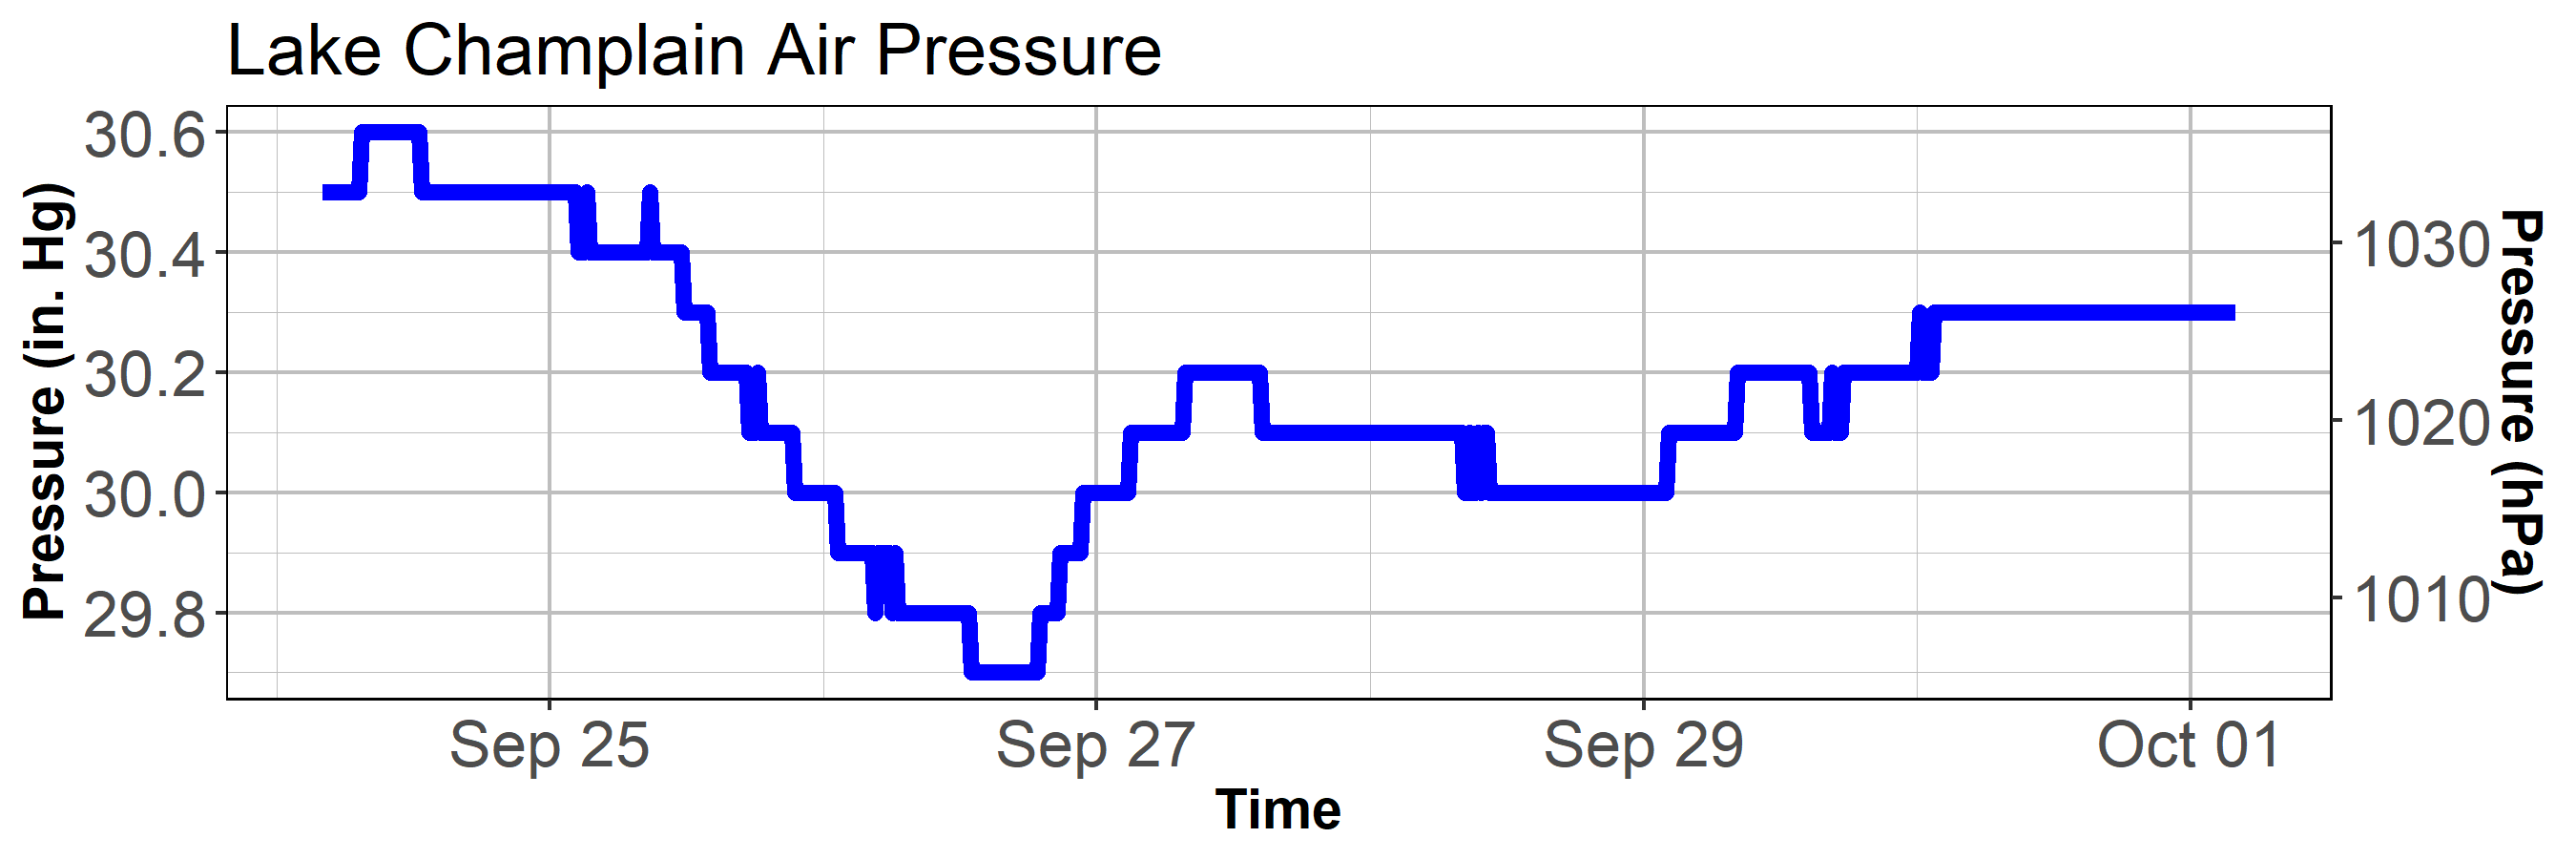 Lake Champlain Air Pressure
Pressure (in. Hg)
30.6
30.4
30.2
30.0
29.8
1030
1020
1010
Pressure (hPa)
Sep 25
Sep 27
Sep 29
Oct 01
Time